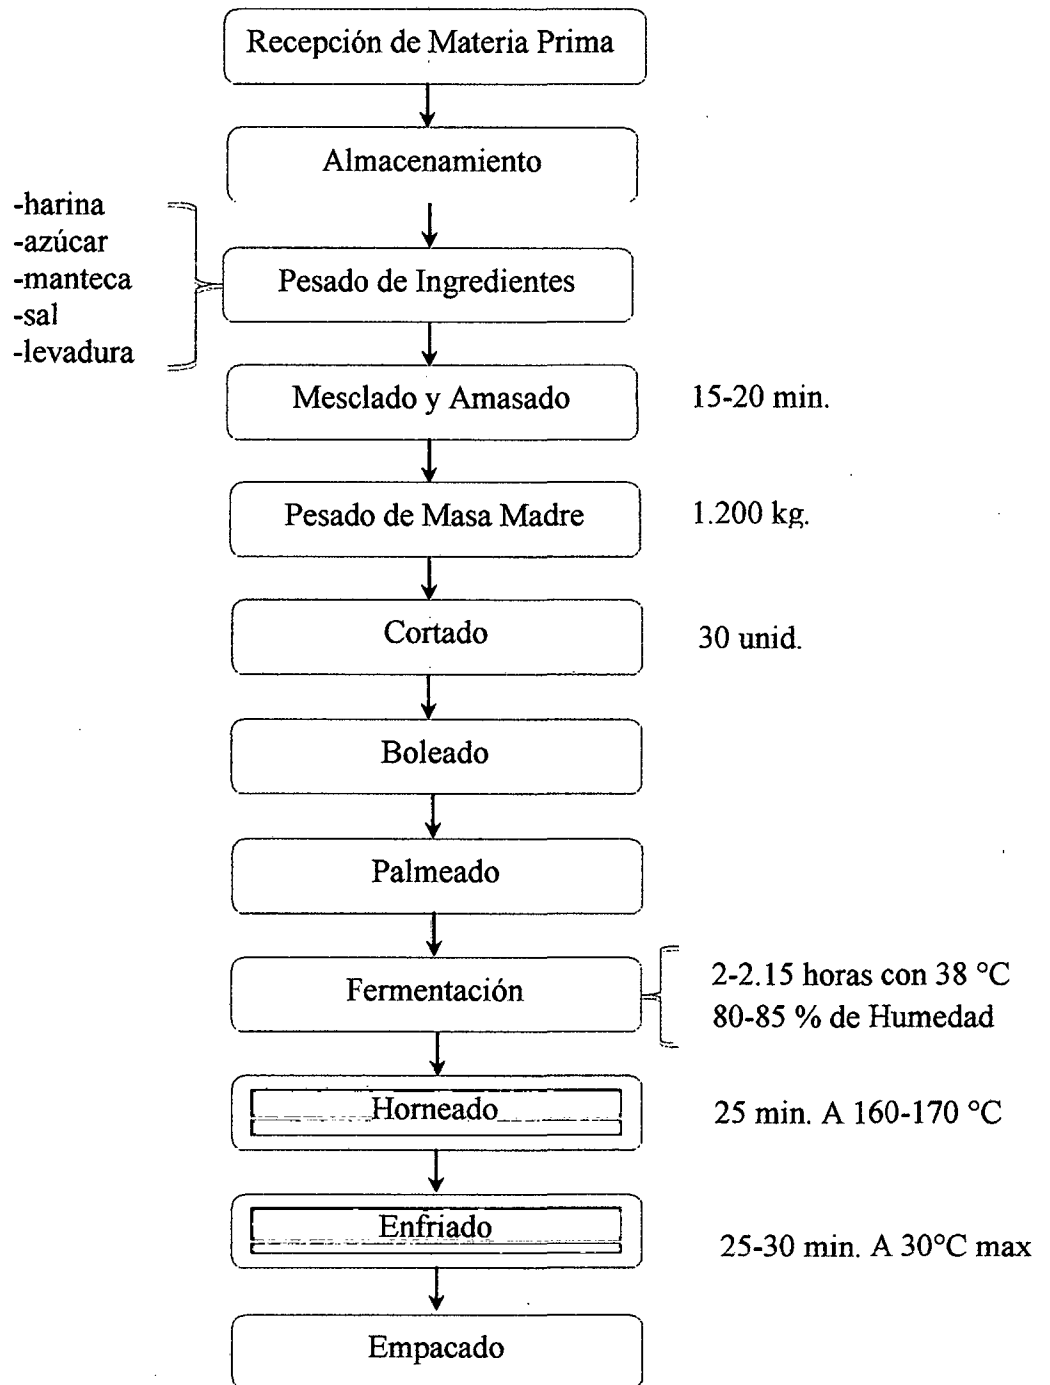 Recepción de Materia Prima
Almacenamiento
-harina
-azúcar
-manteca
-sal
-levadura
Pesado de Ingredientes
Mesclado y Amasado
15-20 min.
Pesado de Masa Madre
1.200 kg.
Cortado
30 unid.
Boleado
Palmeado
Fermentación
2-2.15 horas con 38 °C
80-85 % de Humedad
Horneado
25 min. A 160-170 °C
Enfriado
25-30 min. A 30°C max
Empacado